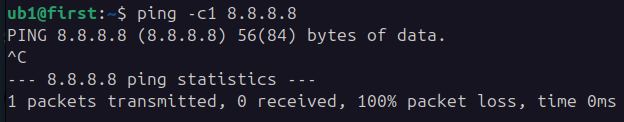 ub1@first:~$ ping -c1 8.8.8.8
PING 8.8.8.8 (8.8.8.8) 56(84) bytes of data.
^C
--- 8.8.8.8 ping statistics ---
1 packets transmitted, 0 received, 100% packet loss, time 0ms